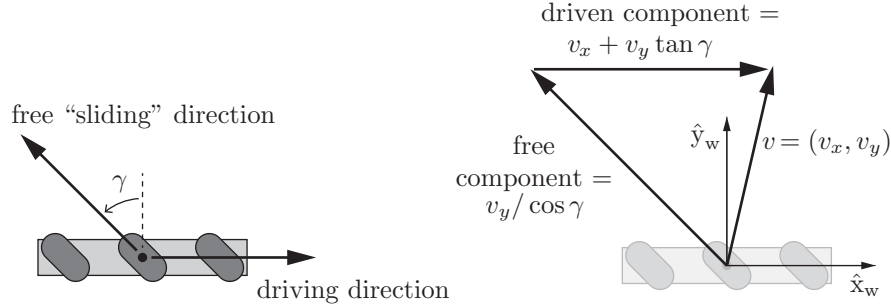 free “sliding” direction
γ
driving direction
driven component =
v_x + v_y tan γ
free
component =
v_y/ cos γ
ŷ_w
v = (v_x, v_y)
x̂_w